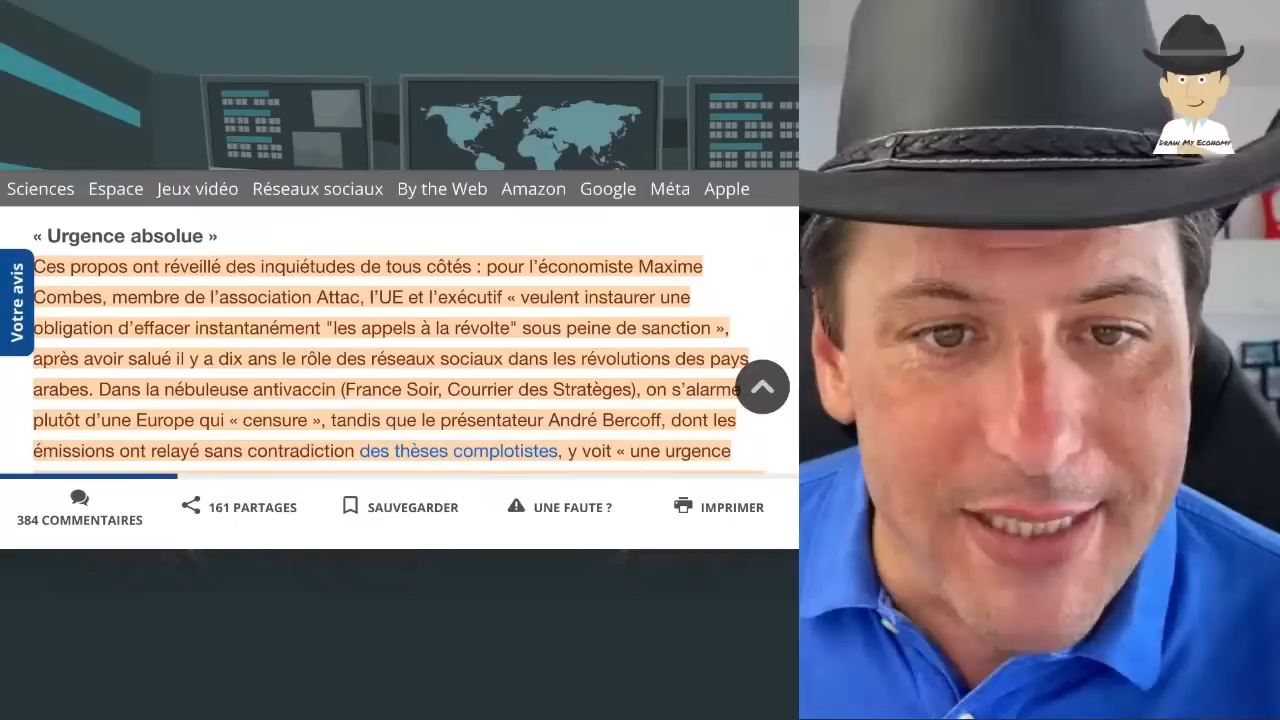 Sciences Espace Jeux vidéo Réseaux sociaux By the Web Amazon Google Méta Apple
« Urgence absolue »
Ces propos ont réveillé des inquiétudes de tous côtés : pour l’économiste Maxime
Combes, membre de l’association Attac, l’UE et l’exécutif « veulent instaurer une
obligation d’effacer instantanément "les appels à la révolte" sous peine de sanction »,
après avoir salué il y a dix ans le rôle des réseaux sociaux dans les révolutions des pays
arabes. Dans la nébuleuse antivaccin (France Soir, Courrier des Stratèges), on s’alarme
plutôt d’une Europe qui « censure », tandis que le présentateur André Bercoff, dont les
émissions ont relayé sans contradiction des thèses complotistes, y voit « une urgence
Votre avis
384 COMMENTAIRES
161 PARTAGES
SAUVEGARDER
UNE FAUTE ?
IMPRIMER
DRAW MY ECONOMY